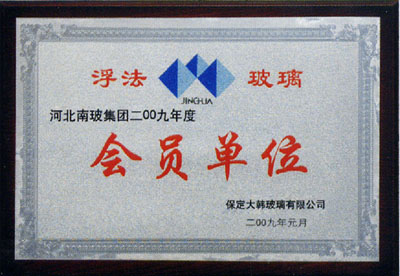 浮法 玻璃
JINGHUA
河北南玻集团二00九年度
会员单位
保定大韩玻璃有限公司
二00九年元月